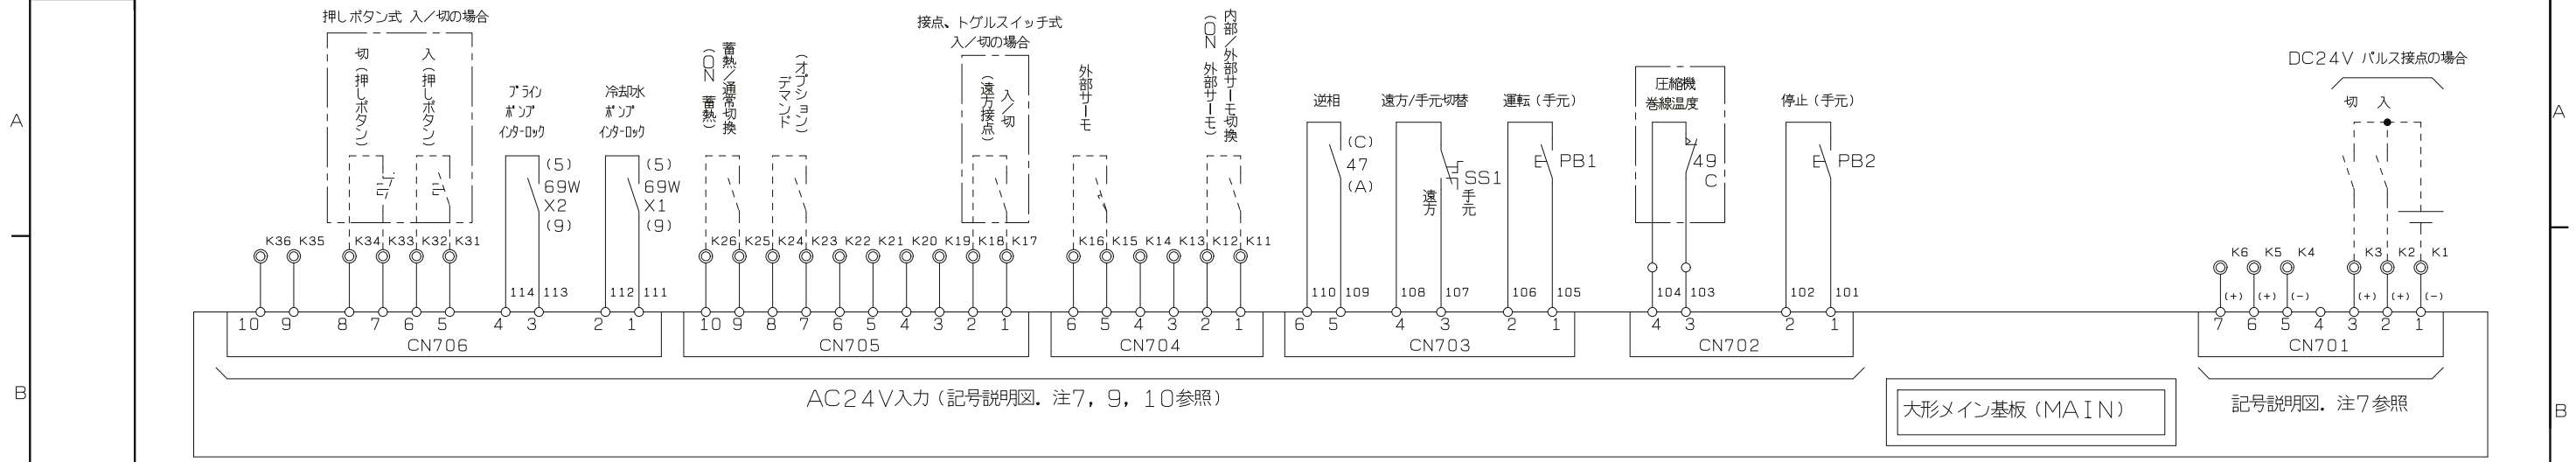 押しボタン式 入／切の場合
切（押しボタン）
入（押しボタン）
ブライン
ポンプ
インターロック
冷却水
ポンプ
インターロック
蓄熱／通常切換
（ON 蓄熱）
（オプション）
デマンド
接点、トグルスイッチ式
入／切の場合
入／切
（遠方接点）
外部サーモ
内部／外部サーモ切換
（ON 外部サーモ）
逆相
遠方/手元切替
運転（手元）
圧縮機
巻線温度
停止（手元）
DC24V パルス接点の場合
切 入
A
A
(5)
69W
X2
(9)
(5)
69W
X1
(9)
(C)
47
(A)
SS1
遠方
手元
PB1
49
C
PB2
K36 K35 K34 K33 K32 K31
K26 K25 K24 K23 K22 K21 K20 K19 K18 K17
K16 K15 K14 K13 K12 K11
K6 K5 K4 K3 K2 K1
114 113 112 111
110 109 108 107 106 105
104 103 102 101
(+) (+) (-) (+) (+) (-)
10 9 8 7 6 5 4 3 2 1
CN706
10 9 8 7 6 5 4 3 2 1
CN705
6 5 4 3 2 1
CN704
6 5 4 3 2 1
CN703
4 3 2 1
CN702
7 6 5 4 3 2 1
CN701
AC24V入力（記号説明図．注7，9，10参照）
大形メイン基板（MAIN）
記号説明図．注7参照
B
B